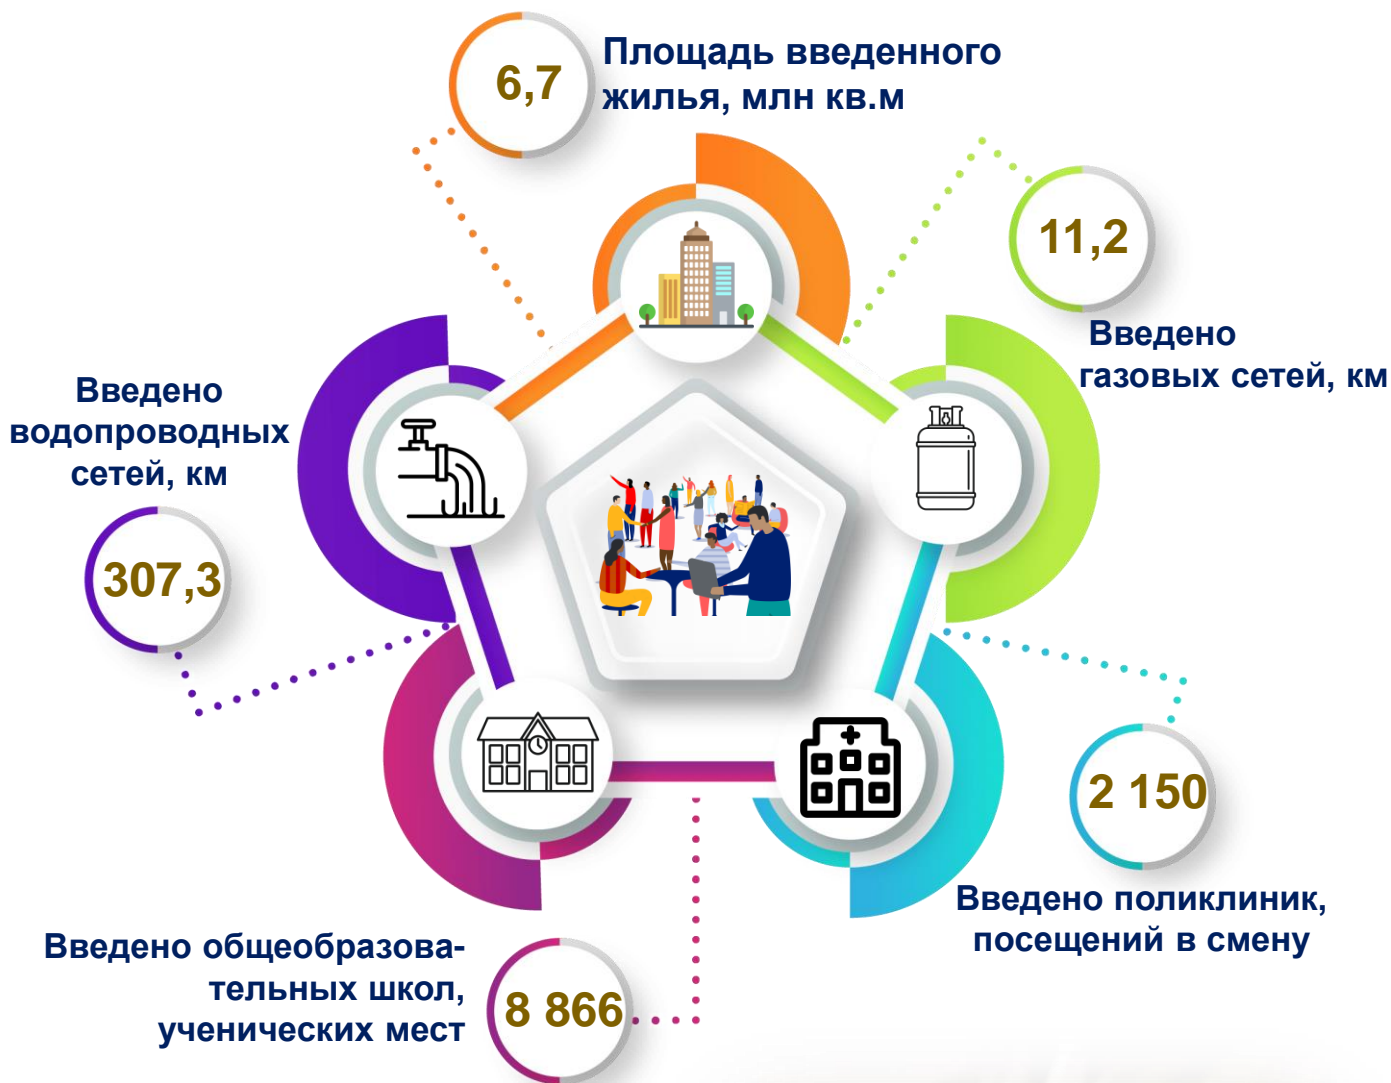 6,7
Площадь введенного
жилья, млн кв.м
11,2
Введено
газовых сетей, км
Введено
водопроводных
сетей, км
307,3
2 150
Введено поликлиник,
посещений в смену
Введено общеобразова-
тельных школ,
ученических мест
8 866